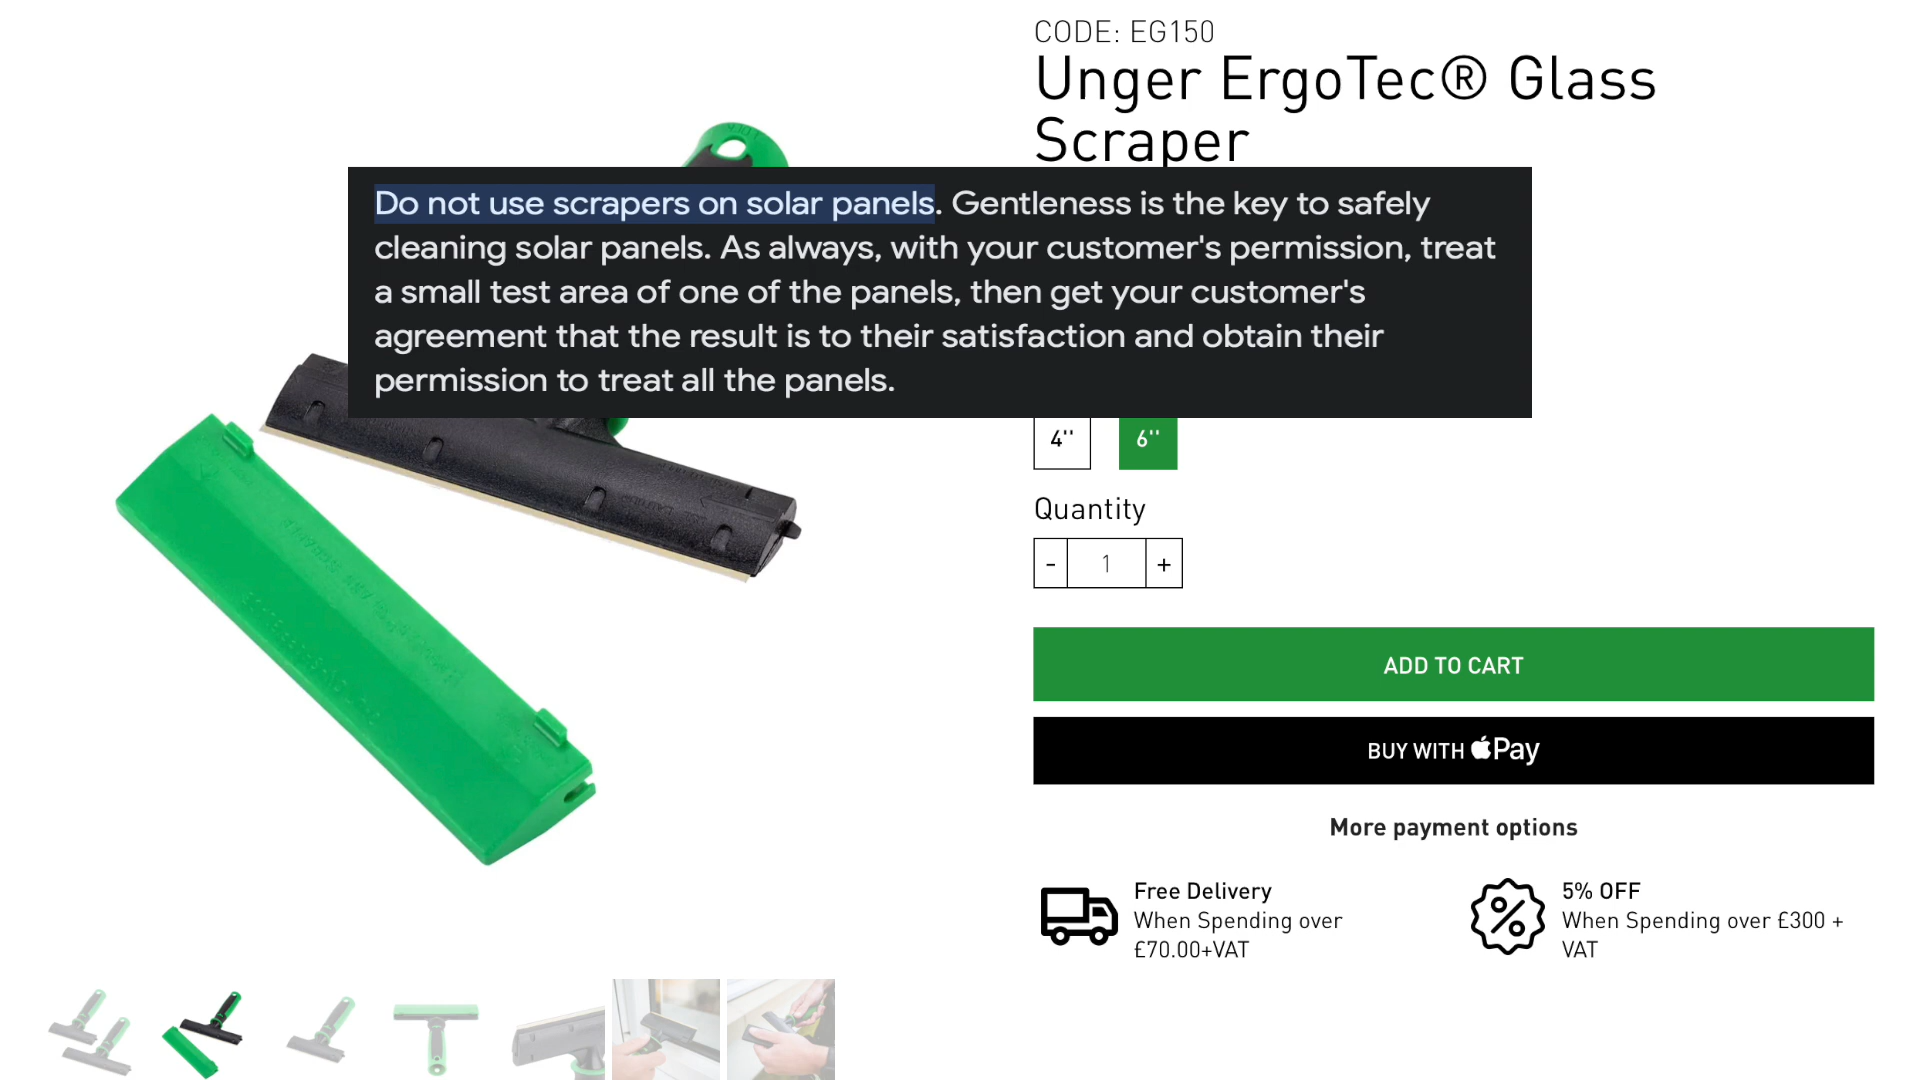 CODE: EG150
Unger ErgoTec® Glass
Scraper
Do not use scrapers on solar panels. Gentleness is the key to safely
cleaning solar panels. As always, with your customer's permission, treat
a small test area of one of the panels, then get your customer's
agreement that the result is to their satisfaction and obtain their
permission to treat all the panels.
4''
6''
Quantity
- 1 +
ADD TO CART
BUY WITH Pay
More payment options
Free Delivery
When Spending over
£70.00+VAT
5% OFF
When Spending over £300 +
VAT